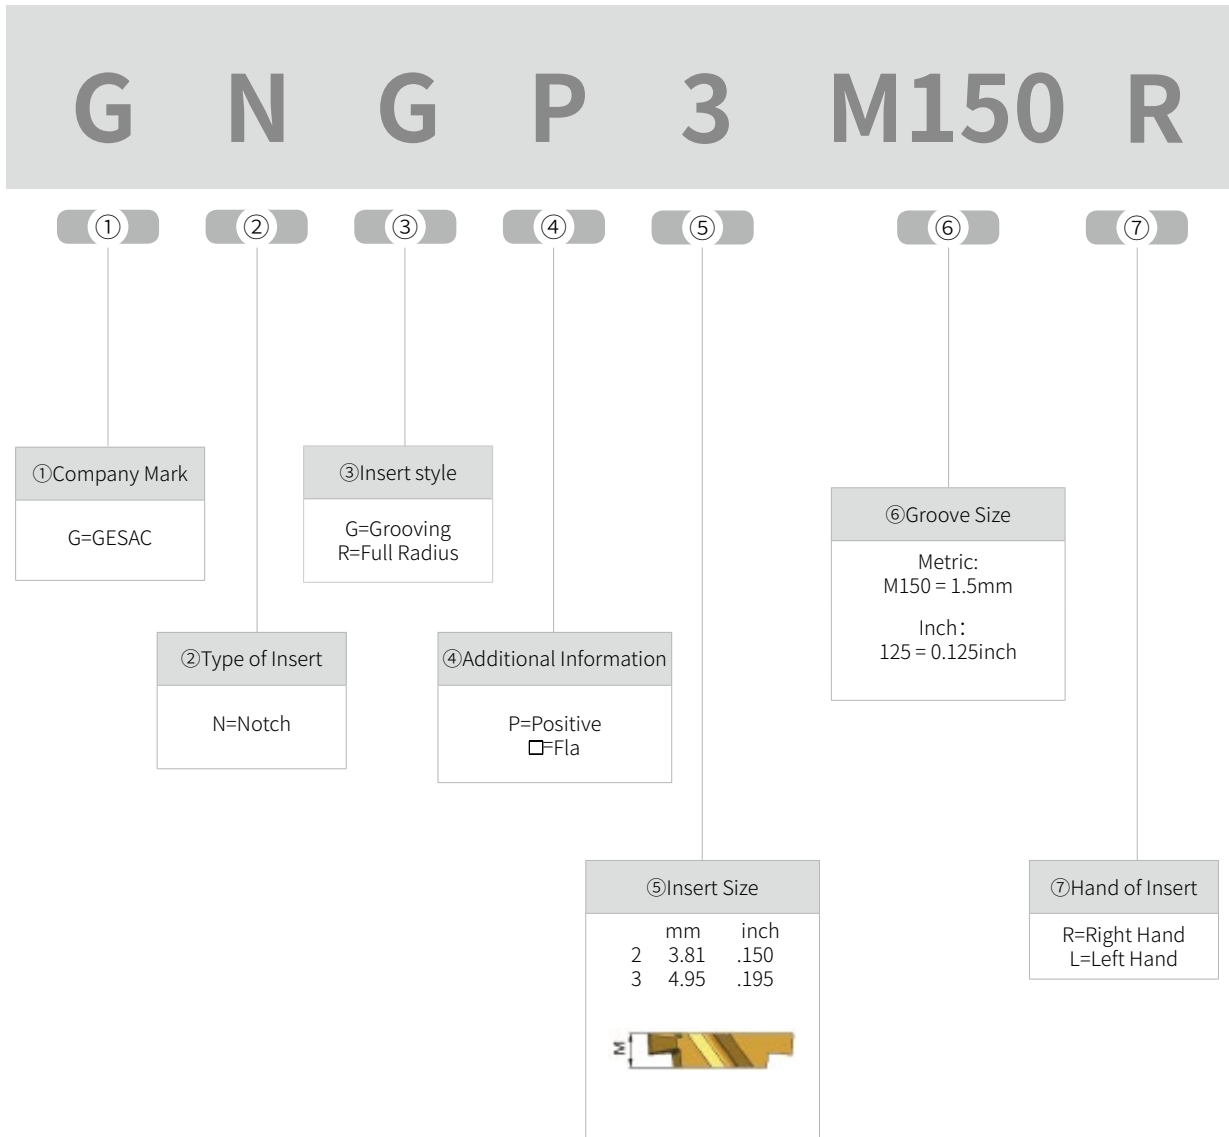 G N G P 3 M150 R
① ② ③ ④ ⑤ ⑥ ⑦
①Company Mark
G=GESAC
③Insert style
G=Grooving
R=Full Radius
⑥Groove Size
Metric:
M150 = 1.5mm
Inch：
125 = 0.125inch
②Type of Insert
N=Notch
④Additional Information
P=Positive
□=Fla
⑤Insert Size
mm inch
2 3.81 .150
3 4.95 .195
M
⑦Hand of Insert
R=Right Hand
L=Left Hand